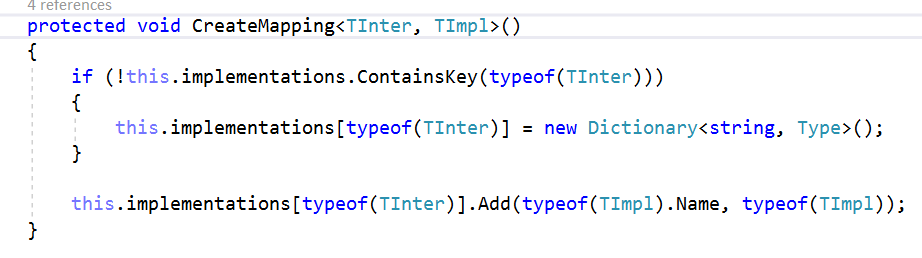 4 references
protected void CreateMapping<TInter, TImpl>()
{
if (!this.implementations.ContainsKey(typeof(TInter)))
{
this.implementations[typeof(TInter)] = new Dictionary<string, Type>();
}
this.implementations[typeof(TInter)].Add(typeof(TImpl).Name, typeof(TImpl));
}